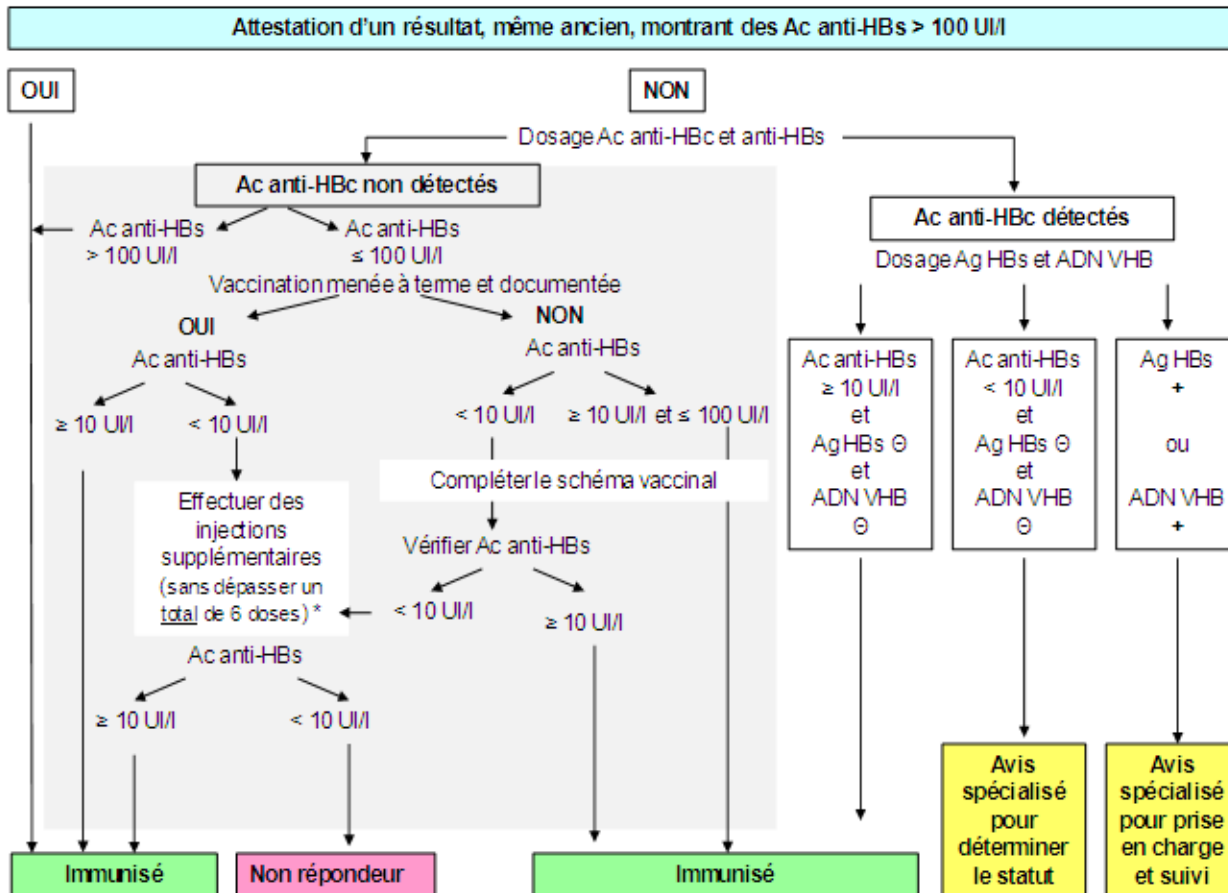 Attestation d'un résultat, même ancien, montrant des Ac anti-HBs > 100 UI/l
OUI
NON
Dosage Ac anti-HBc et anti-HBs
Ac anti-HBc non détectés
Ac anti-HBs
> 100 UI/l
Ac anti-HBs
≤ 100 UI/l
Vaccination menée à terme et documentée
OUI
Ac anti-HBs
≥ 10 UI/l
< 10 UI/l
Effectuer des
injections
supplémentaires
(sans dépasser un
total de 6 doses) *
Ac anti-HBs
≥ 10 UI/l
< 10 UI/l
NON
Ac anti-HBs
< 10 UI/l
≥ 10 UI/l et ≤ 100 UI/l
Compléter le schéma vaccinal
Vérifier Ac anti-HBs
< 10 UI/l
≥ 10 UI/l
Ac anti-HBc détectés
Dosage Ag HBs et ADN VHB
Ac anti-HBs
≥ 10 UI/l
et
Ag HBs Θ
et
ADN VHB
Θ
Ac anti-HBs
< 10 UI/l
et
Ag HBs Θ
et
ADN VHB
Θ
Ag HBs
+
ou
ADN VHB
+
Immunisé
Non répondeur
Immunisé
Avis
spécialisé
pour
déterminer
le statut
Avis
spécialisé
pour prise
en charge
et suivi